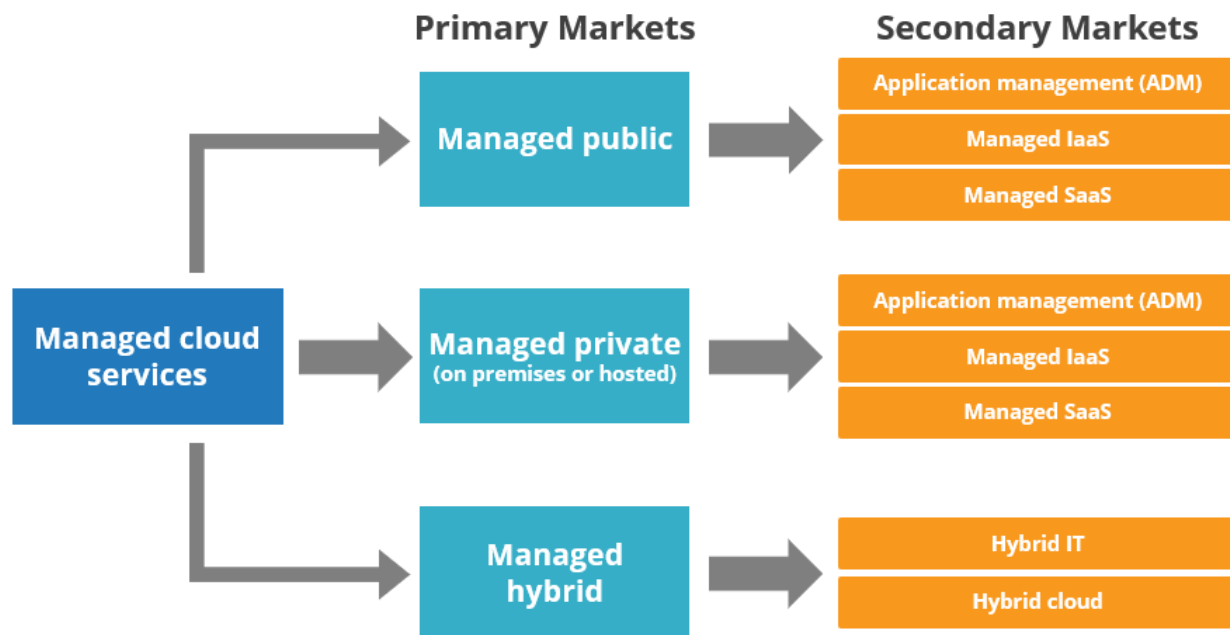 Primary Markets
Secondary Markets
Managed cloud
services
Managed public
Application management (ADM)
Managed IaaS
Managed SaaS
Managed private
(on premises or hosted)
Application management (ADM)
Managed IaaS
Managed SaaS
Managed
hybrid
Hybrid IT
Hybrid cloud